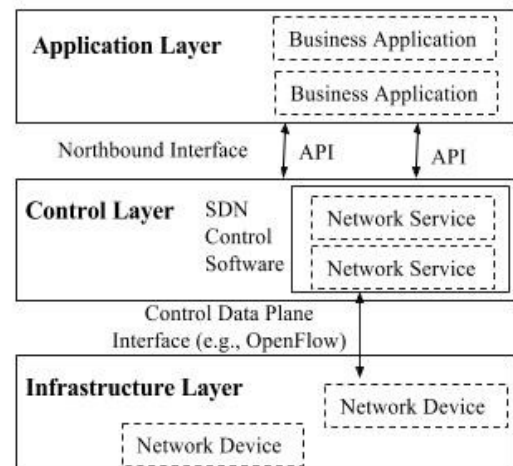 Application Layer
Business Application
Business Application
Northbound Interface
API
API
Control Layer
SDN
Control
Software
Network Service
Network Service
Control Data Plane
Interface (e.g., OpenFlow)
Infrastructure Layer
Network Device
Network Device